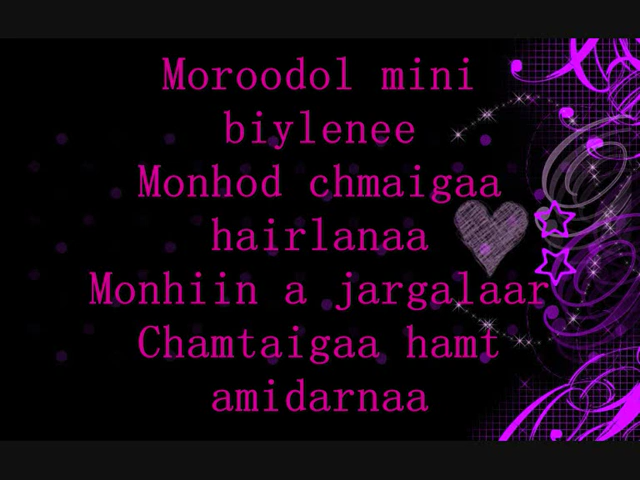 Moroodol mini
biylenee
Monhod chmaigaa
hairlanaa
Monhiin a jargalaar
Chamtaigaa hamt
amidarnaa